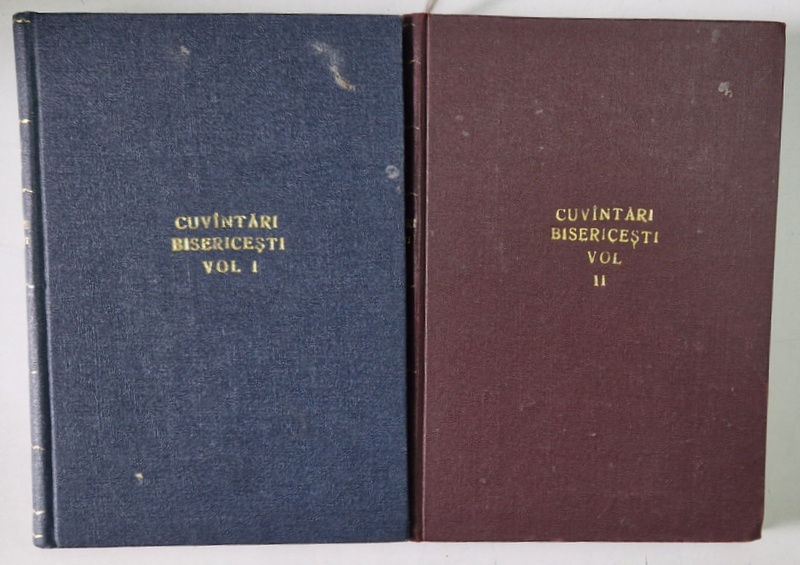 CUVÎNTĂRI
BISERICEȘTI
VOL I
CUVÎNTĂRI
BISERICEȘTI
VOL
II